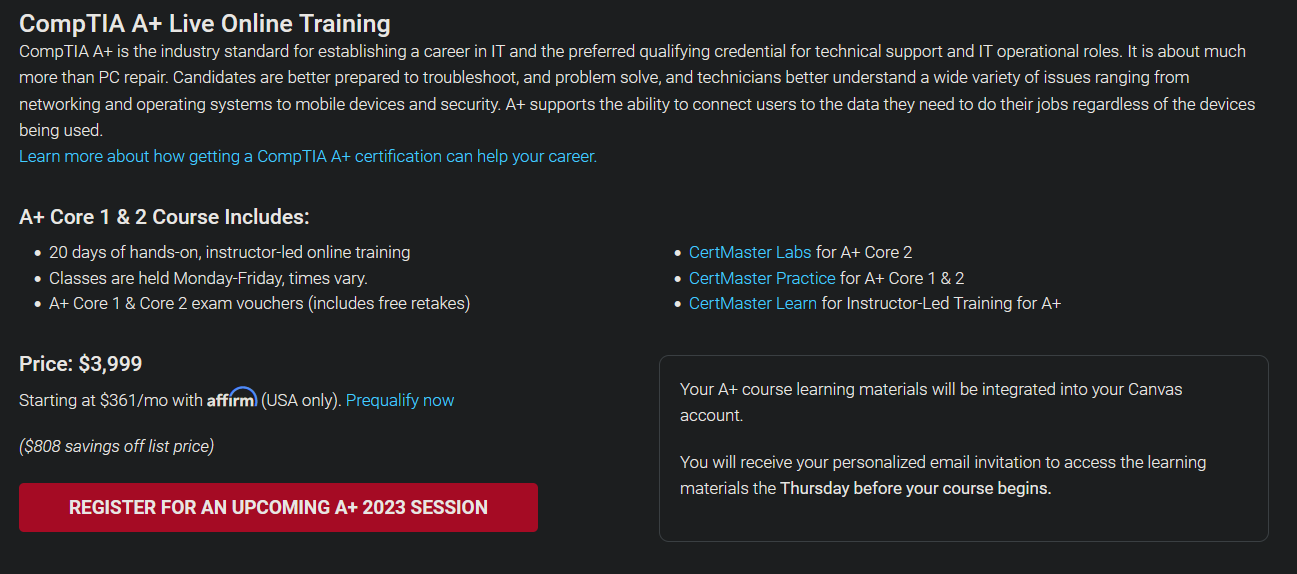 CompTIA A+ Live Online Training
CompTIA A+ is the industry standard for establishing a career in IT and the preferred qualifying credential for technical support and IT operational roles. It is about much
more than PC repair. Candidates are better prepared to troubleshoot, and problem solve, and technicians better understand a wide variety of issues ranging from
networking and operating systems to mobile devices and security. A+ supports the ability to connect users to the data they need to do their jobs regardless of the devices
being used.
Learn more about how getting a CompTIA A+ certification can help your career.
A+ Core 1 & 2 Course Includes:
• 20 days of hands-on, instructor-led online training
• Classes are held Monday-Friday, times vary.
• A+ Core 1 & Core 2 exam vouchers (includes free retakes)
• CertMaster Labs for A+ Core 2
• CertMaster Practice for A+ Core 1 & 2
• CertMaster Learn for Instructor-Led Training for A+
Price: $3,999
Starting at $361/mo with affirm (USA only). Prequalify now
($808 savings off list price)
REGISTER FOR AN UPCOMING A+ 2023 SESSION
Your A+ course learning materials will be integrated into your Canvas
account.
You will receive your personalized email invitation to access the learning
materials the Thursday before your course begins.